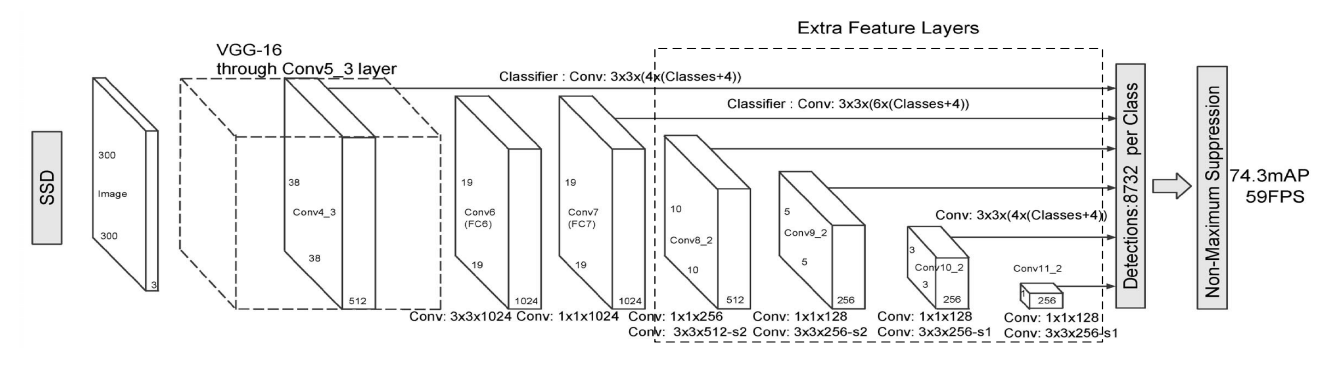 Extra Feature Layers
VGG-16
through Conv5_3 layer
Classifier : Conv: 3x3x(4x(Classes+4))
Classifier : Conv: 3x3x(6x(Classes+4))
SSD
300
Image
300
3
38
Conv4_3
38
512
19
Conv6
(FC6)
19
1024
19
Conv7
(FC7)
19
1024
10
Conv8_2
10
512
5
Conv9_2
5
256
Conv: 3x3x(4x(Classes+4))
3
Conv10_2
3
256
Conv11_2
1
256
Detections:8732 per Class
Non-Maximum Suppression
74.3mAP
59FPS
Conv: 3x3x1024
Conv: 1x1x1024
Conv: 1x1x256
Conv: 3x3x512-s2
Conv: 1x1x128
Conv: 3x3x256-s2
Conv: 1x1x128
Conv: 3x3x256-s1
Conv: 1x1x128
Conv: 3x3x256-s1